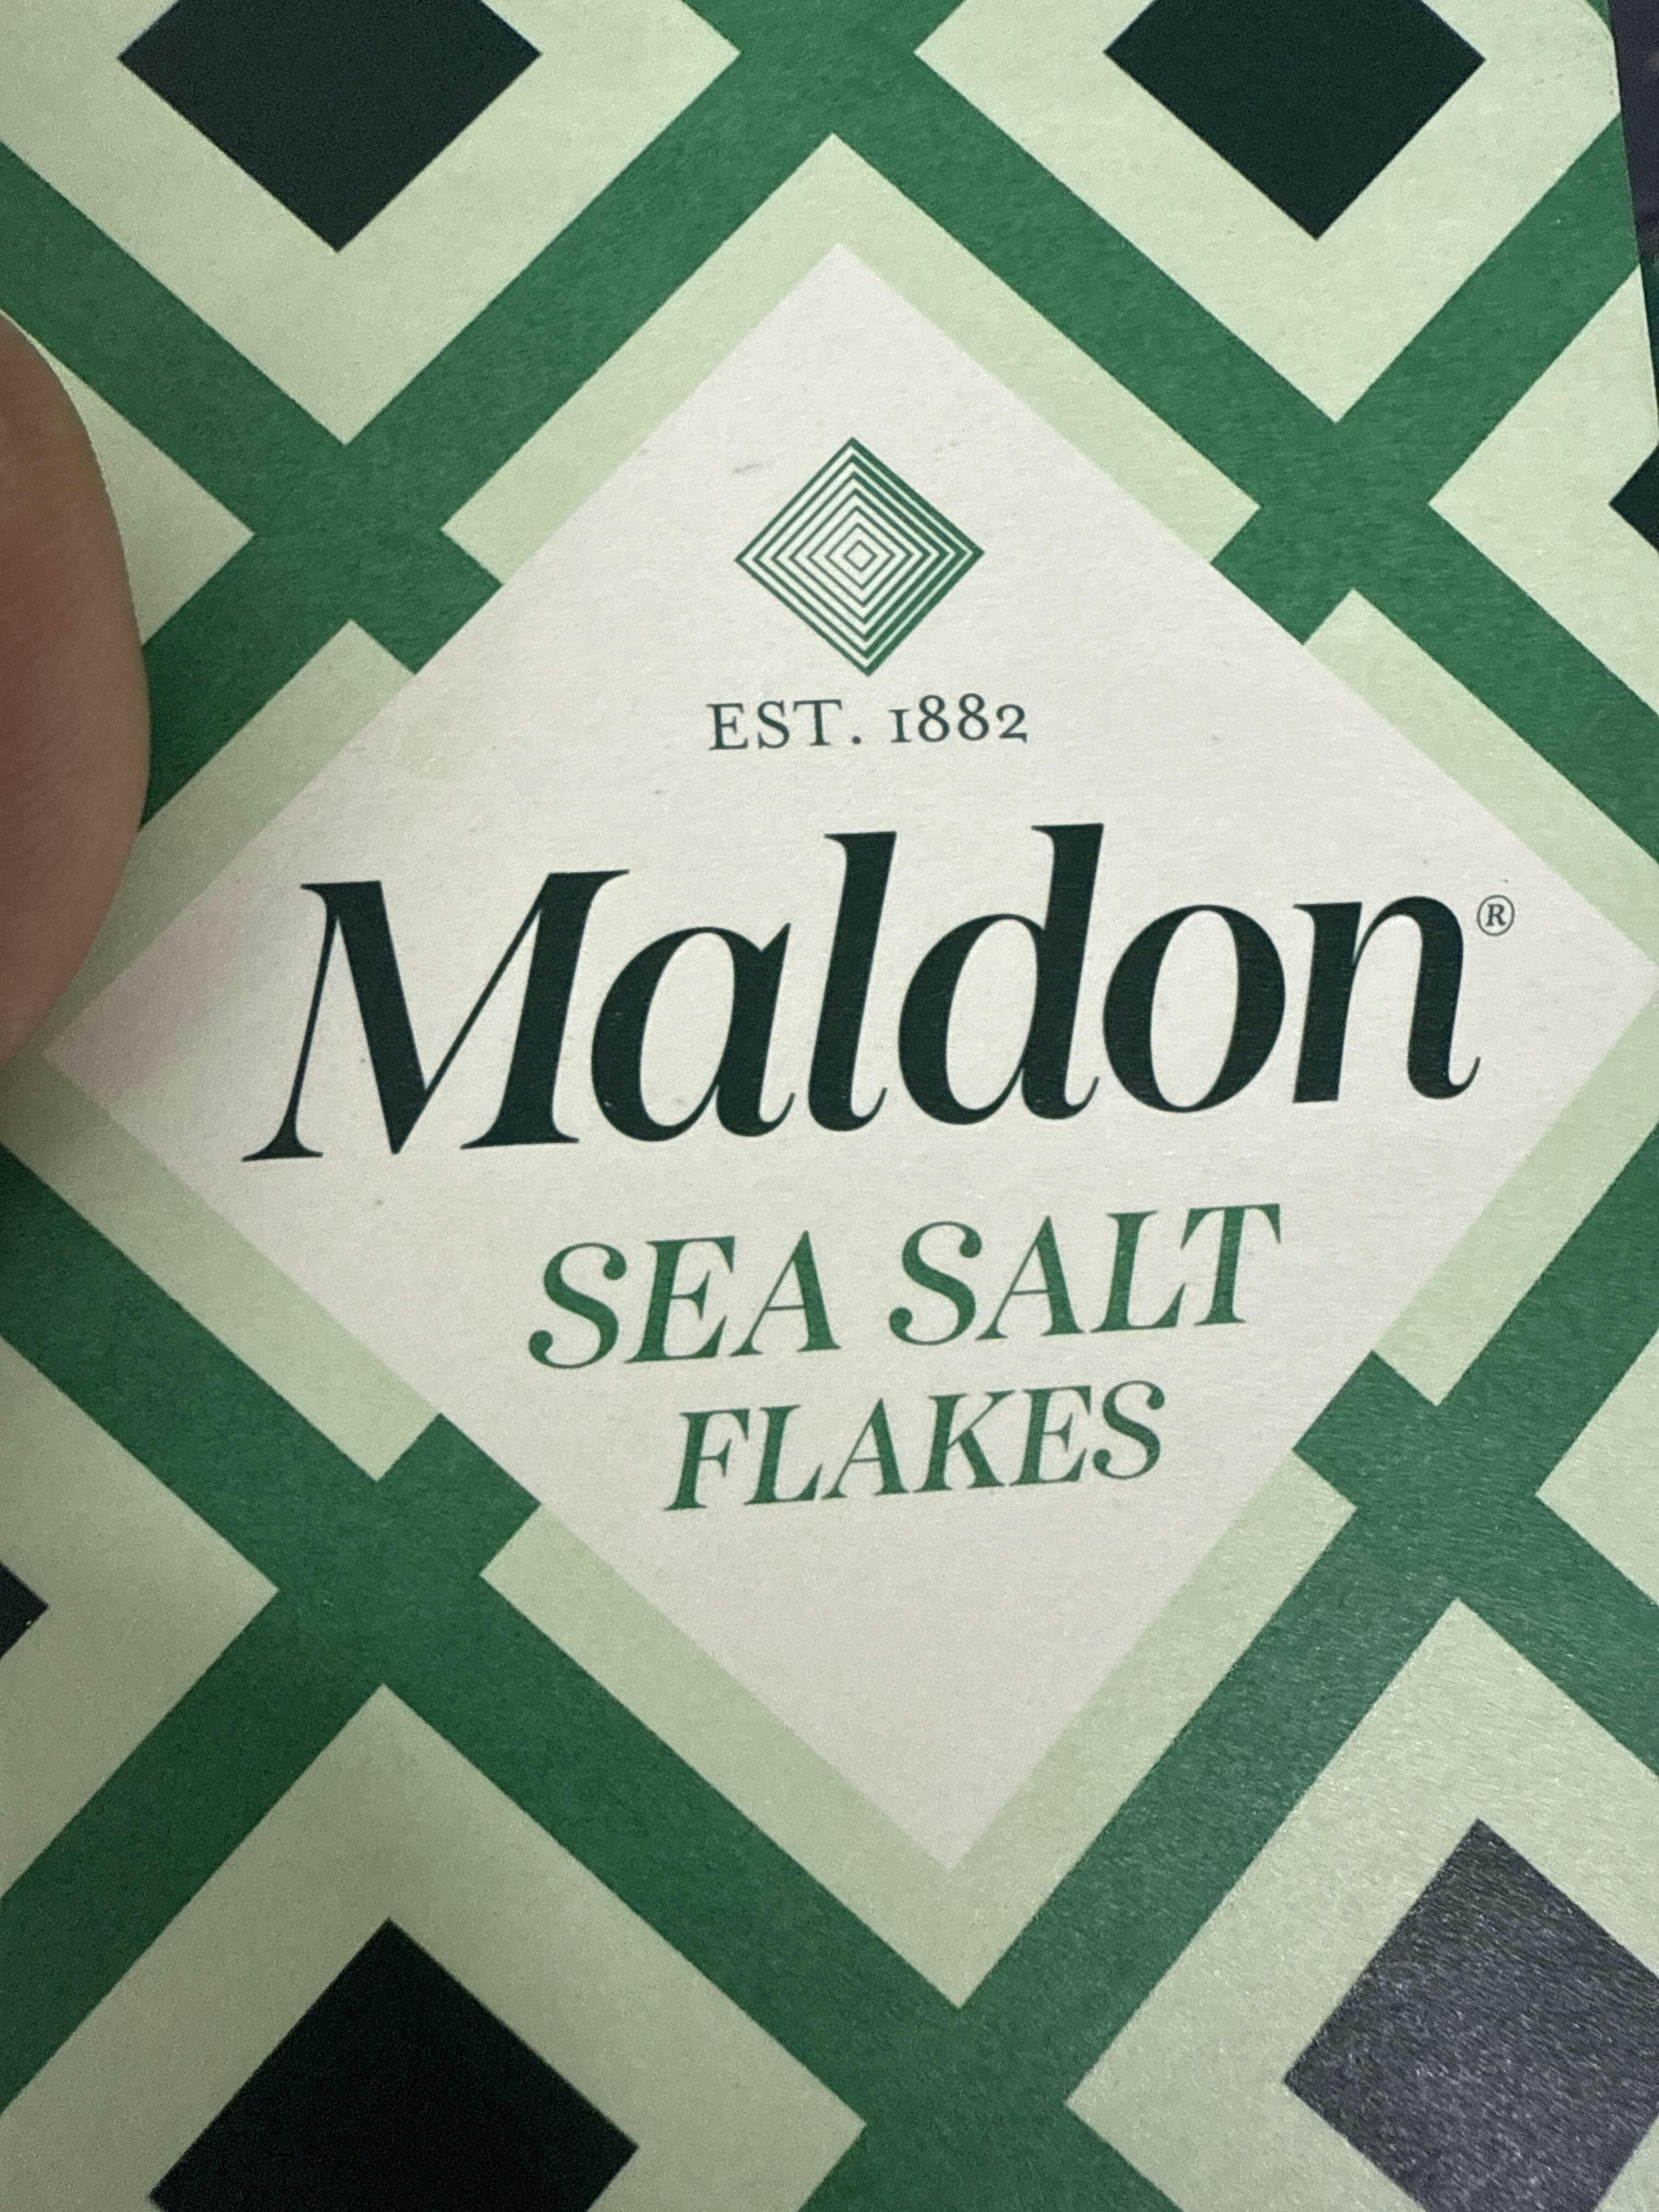 EST. 1882
Maldon®
SEA SALT
FLAKES